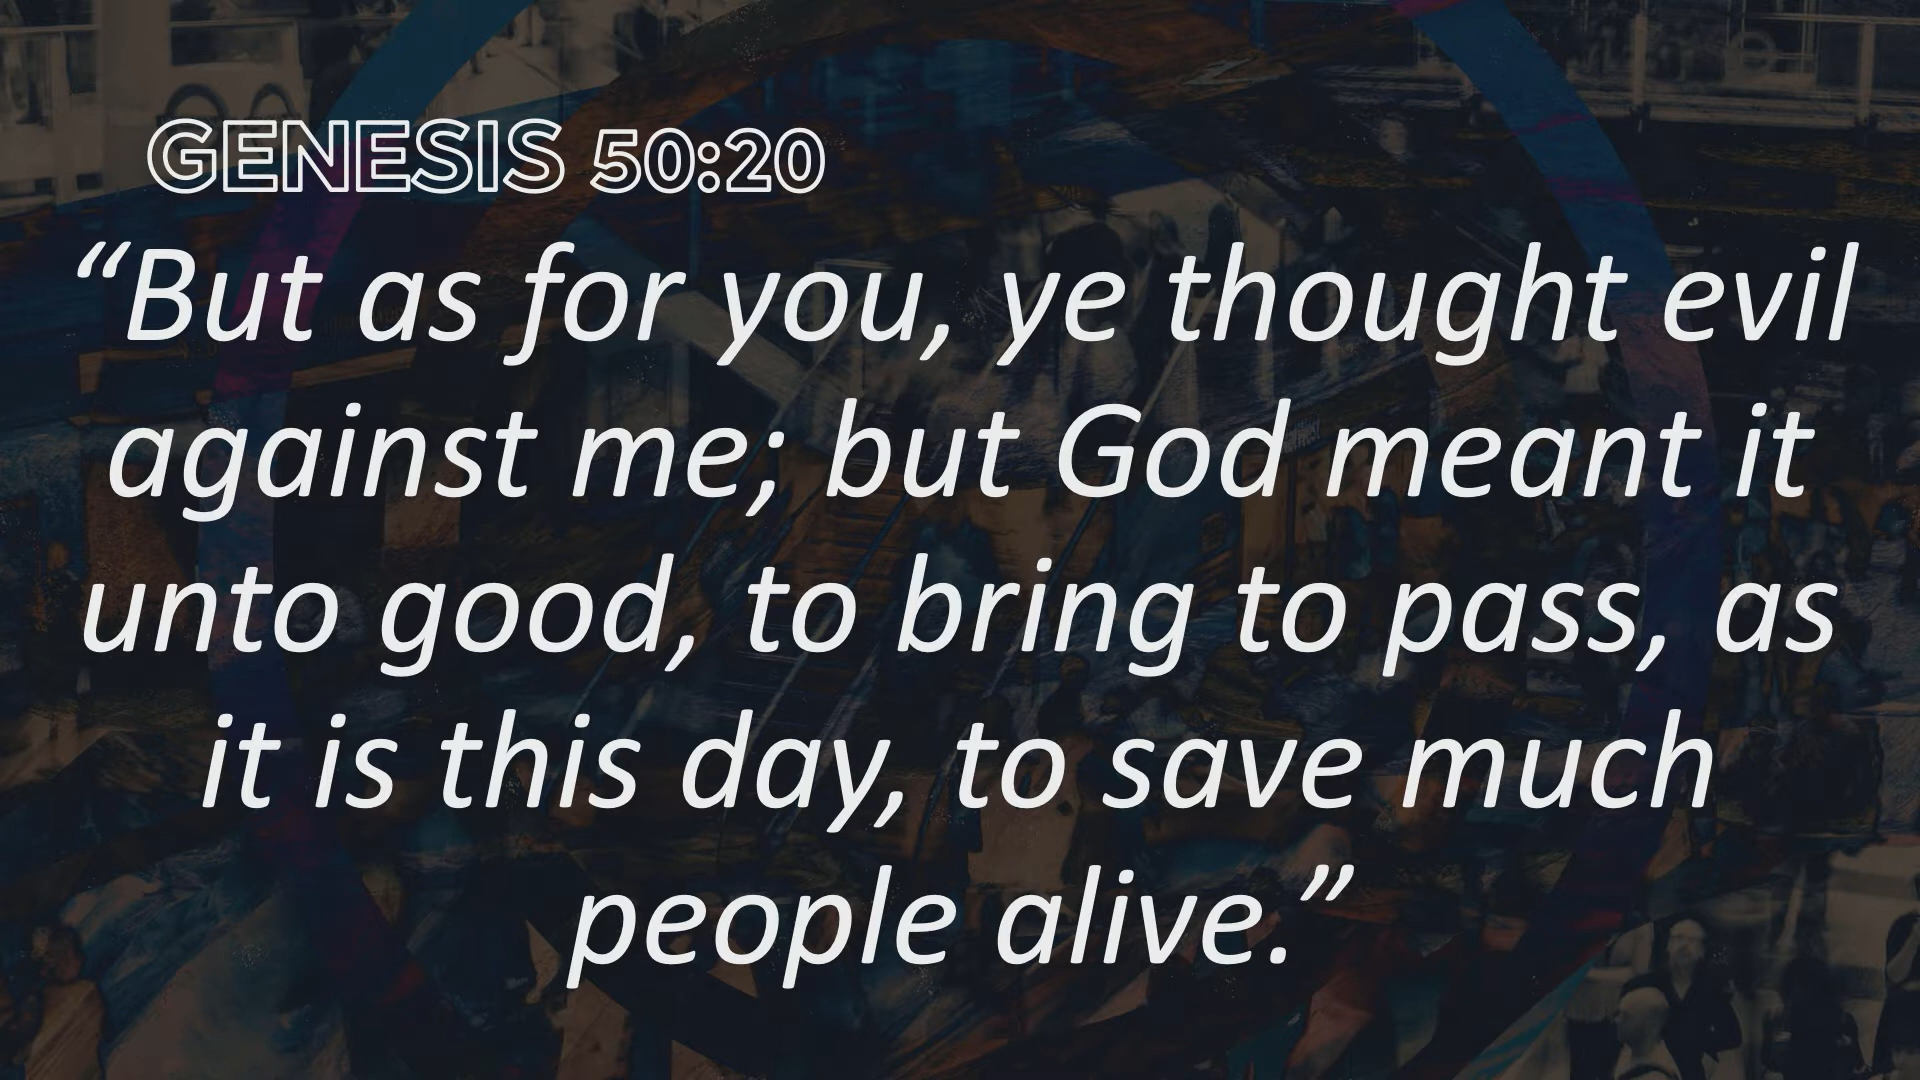 GENESIS 50:20
“But as for you, ye thought evil
against me; but God meant it
unto good, to bring to pass, as
it is this day, to save much
people alive.”